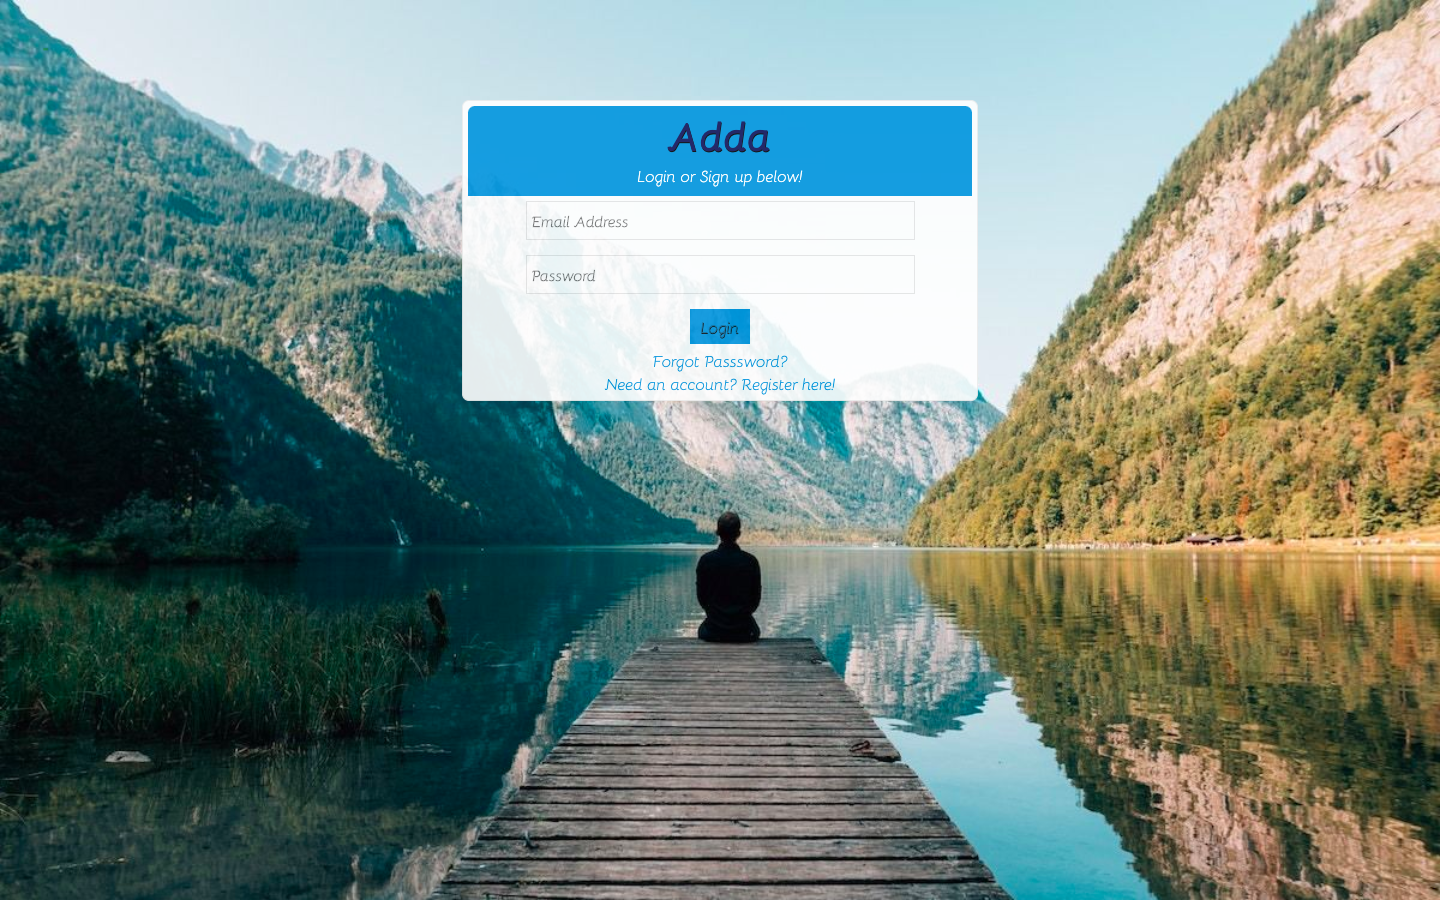 Adda
Login or Sign up below!
Email Address
Password
Login
Forgot Passsword?
Need an account? Register here!